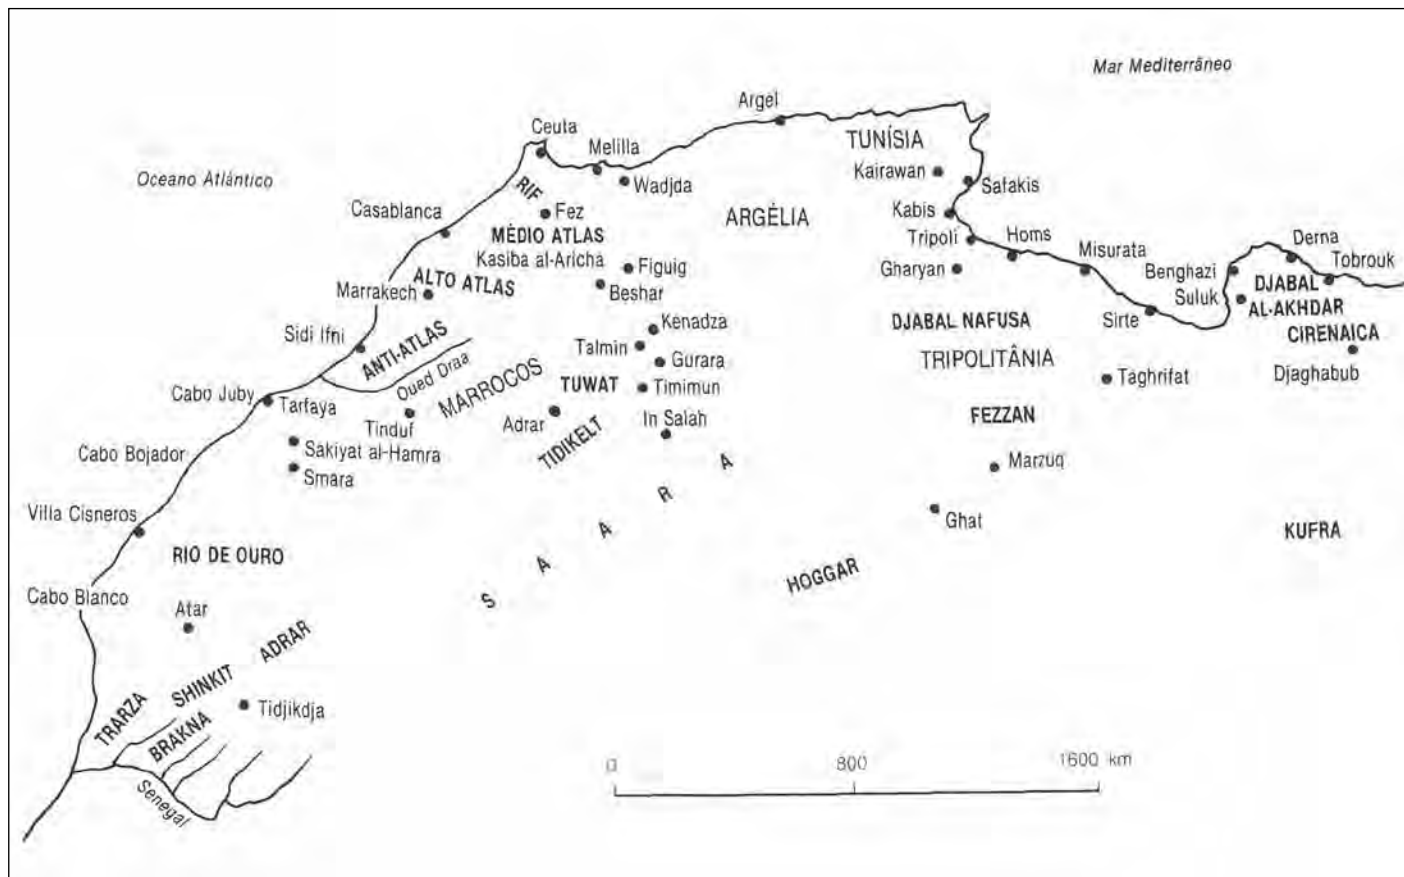 Mar Mediterrâneo
Argel
Ceuta
TUNÍSIA
Melilla
Oceano Atlântico
Kairawan
Wadjda
Safakis
RIF
Casablanca
Fez
Kabis
ARGÉLIA
MÉDIO ATLAS
Tripoli
Homs
Misurata
Derna
Kasiba al-Aricha
Figuig
Gharyan
Benghazi
Tobrouk
ALTO ATLAS
Marrakech
Beshar
Suluk
DJABAL
AL-AKHDAR
Kenadza
DJABAL NAFUSA
Sirte
CIRENAICA
Sidi Ifni
ANTI-ATLAS
Talmin
Gurara
TRIPOLITÂNIA
Djaghabub
Oued Draa
MARROCOS
TUWAT
Timimun
Taghrifat
Cabo Juby
Tarfaya
Tinduf
Adrar
In Salah
FEZZAN
Cabo Bojador
Sakiyat al-Hamra
TIDIKELT
Smara
Marzuq
SAARA
Villa Cisneros
Ghat
KUFRA
RIO DE OURO
HOGGAR
Cabo Blanco
Atar
ADRAR
SHINKIT
TRARZA
Tidjikdja
BRAKNA
Senegal
0 800 1600 km